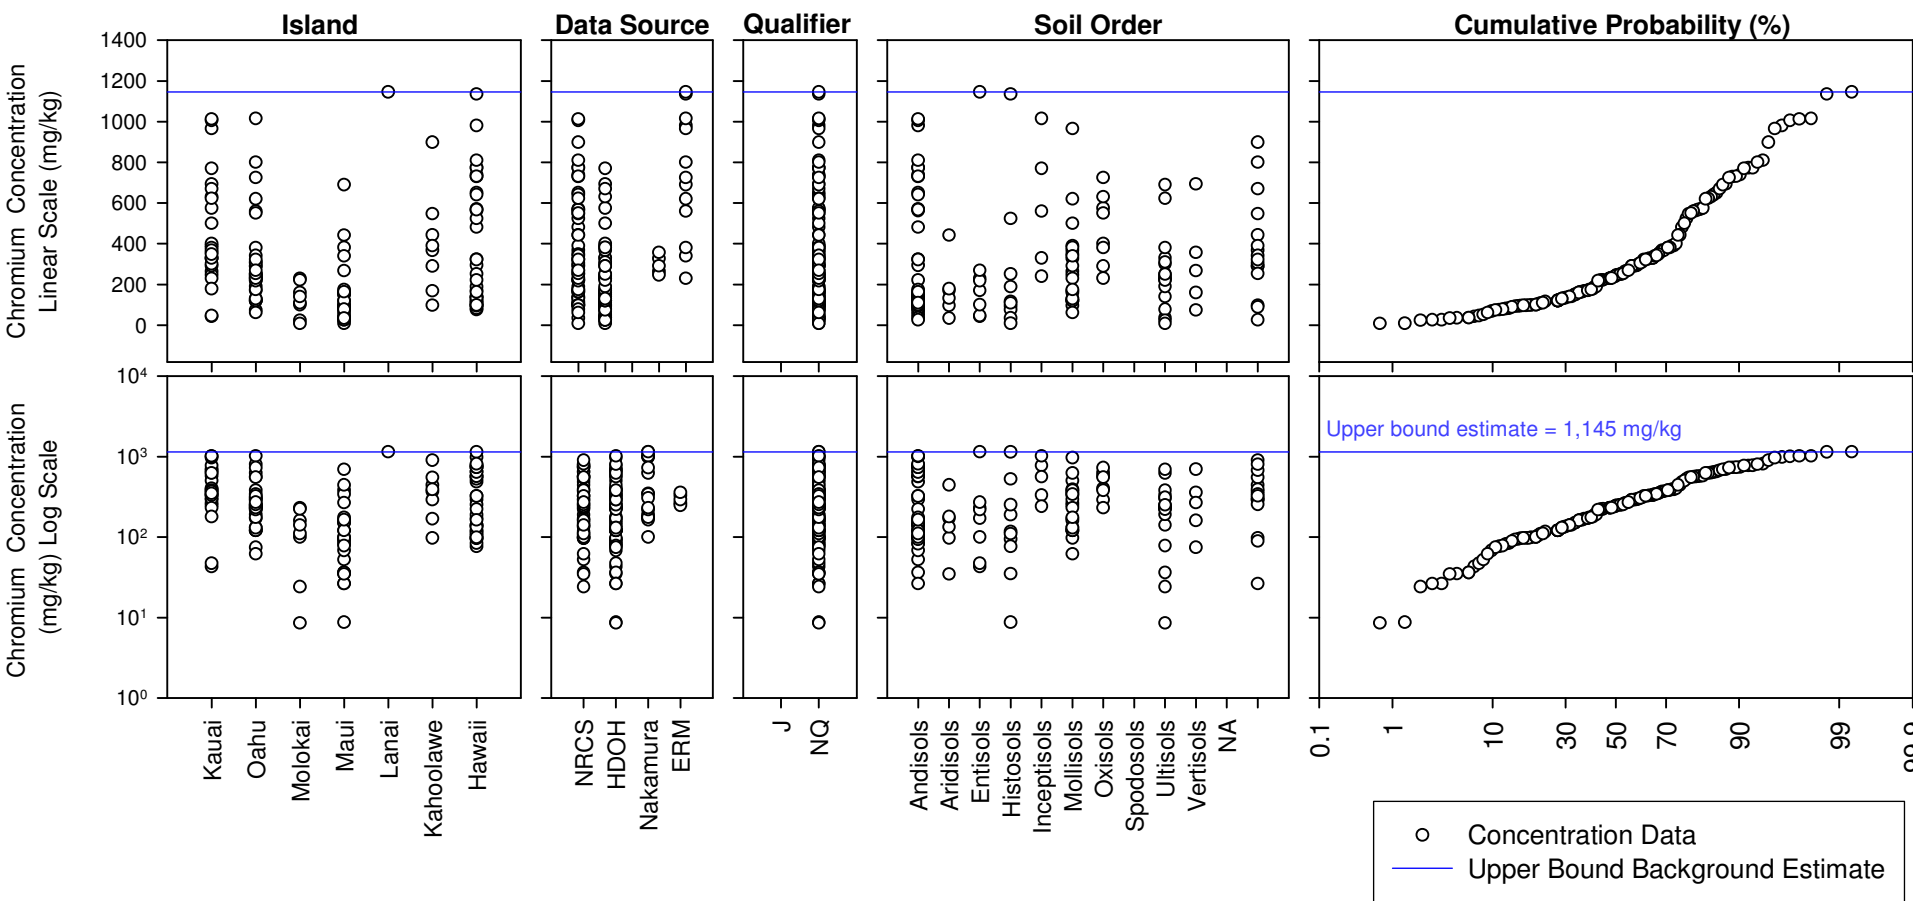 Island Data Source Qualifier Soil Order Cumulative Probability (%)
Chromium Concentration
Linear Scale (mg/kg)
1400
1200
1000
800
600
400
200
0
Chromium Concentration
(mg/kg) Log Scale
10⁴
10³
10²
10¹
10⁰
Upper bound estimate = 1,145 mg/kg
Kauai
Oahu
Molokai
Maui
Lanai
Kahoolawe
Hawaii
NRCS
HDOH
Nakamura
ERM
J
NQ
Andisols
Aridisols
Entisols
Histosols
Inceptisols
Mollisols
Oxisols
Spodosols
Ultisols
Vertisols
NA
0.1
1
10
30
50
70
90
99
Concentration Data
Upper Bound Background Estimate